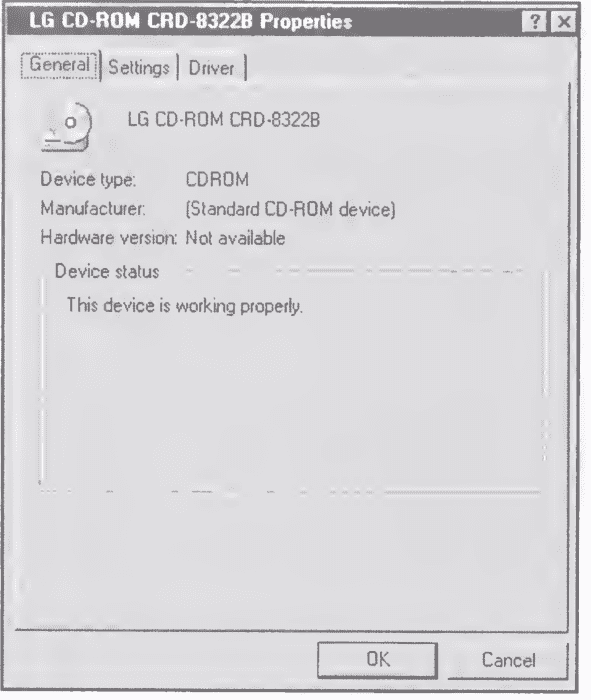 LG CD-ROM CRD-8322B Properties ? ×
General Settings Driver
LG CD-ROM CRD-8322B
Device type: CDROM
Manufacturer: (Standard CD-ROM device)
Hardware version: Not available
Device status
This device is working properly.
OK Cancel